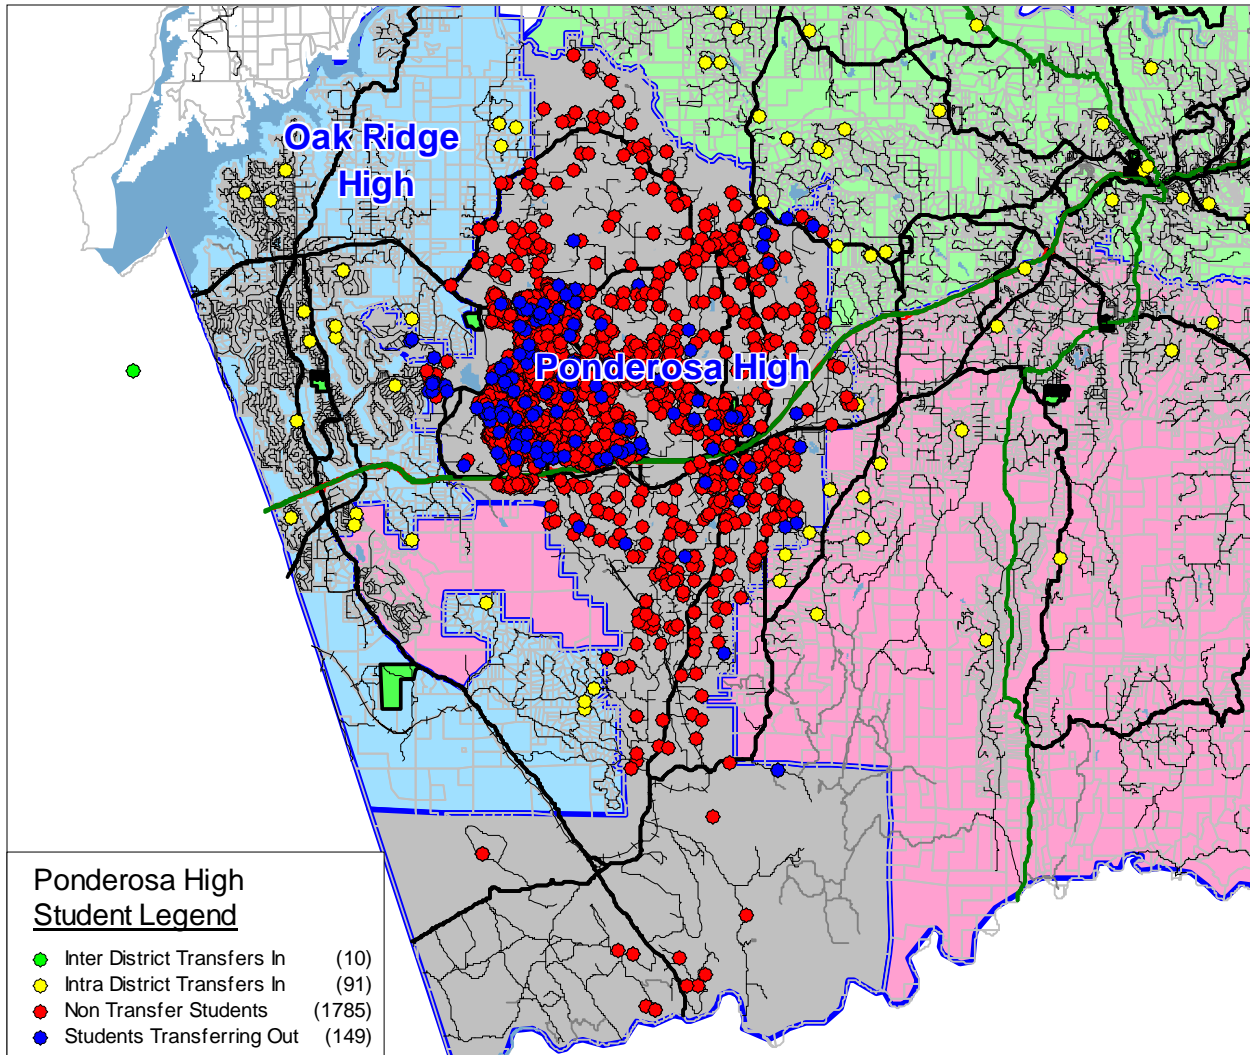 Oak Ridge
High
Ponderosa High
Ponderosa High
Student Legend
Inter District Transfers In (10)
Intra District Transfers In (91)
Non Transfer Students (1785)
Students Transferring Out (149)